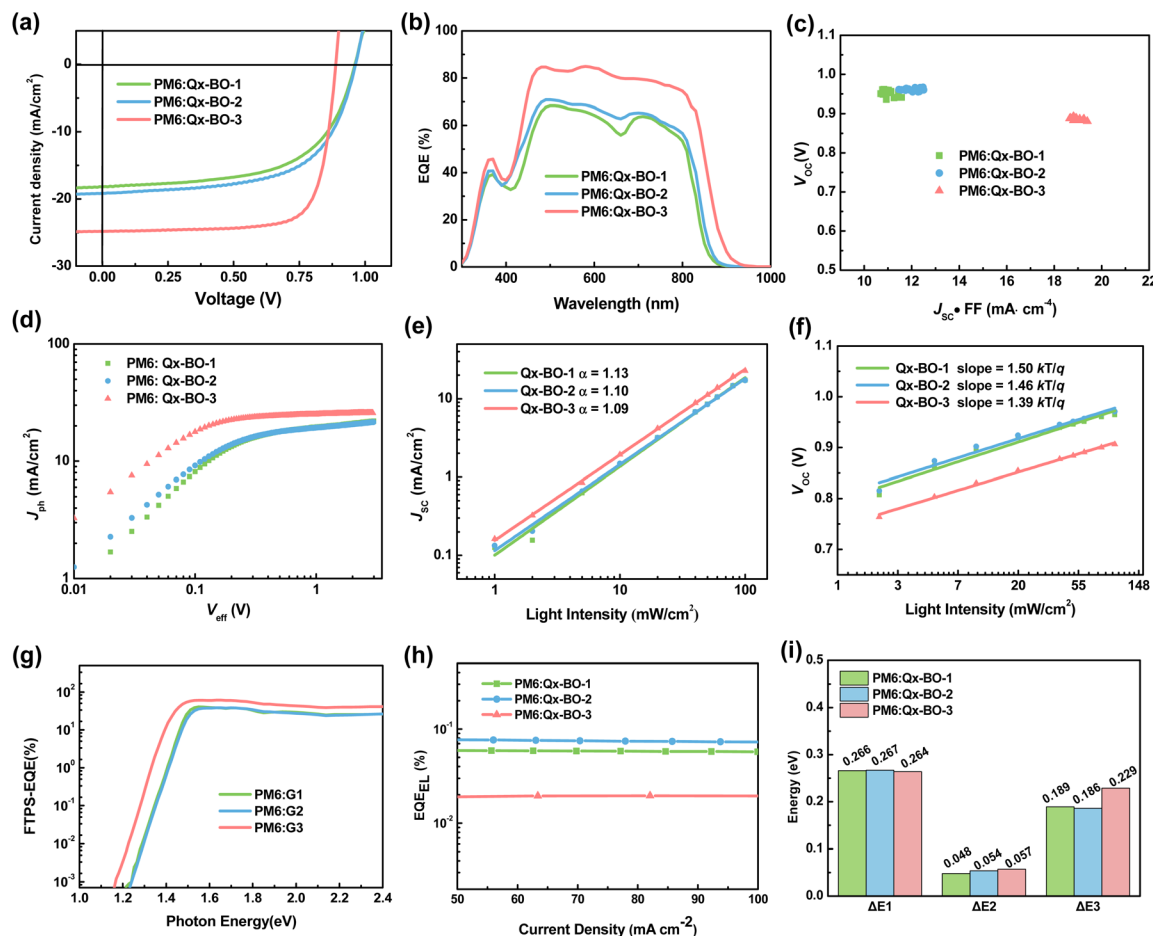 (a)
0
-10
-20
-30
0.00
0.25
0.50
0.75
1.00
Current density (mA/cm²)
Voltage (V)
PM6:Qx-BO-1
PM6:Qx-BO-2
PM6:Qx-BO-3
(b)
100
80
60
40
20
0
400
600
800
1000
EQE (%)
Wavelength (nm)
PM6:Qx-BO-1
PM6:Qx-BO-2
PM6:Qx-BO-3
(c)
1.1
1.0
0.9
0.8
0.7
0.6
0.5
10
12
14
16
18
20
22
VOC(V)
JSC• FF (mA· cm-4)
PM6:Qx-BO-1
PM6:Qx-BO-2
PM6:Qx-BO-3
(d)
100
10
1
0.01
0.1
1
Jph (mA/cm²)
Veff (V)
PM6: Qx-BO-1
PM6: Qx-BO-2
PM6: Qx-BO-3
(e)
10
1
0.1
1
10
100
JSC (mA/cm²)
Light Intensity (mW/cm²)
Qx-BO-1 α = 1.13
Qx-BO-2 α = 1.10
Qx-BO-3 α = 1.09
(f)
1.1
1.0
0.9
0.8
0.7
1
3
7
20
55
148
VOC (V)
Light Intensity (mW/cm²)
Qx-BO-1 slope = 1.50 kT/q
Qx-BO-2 slope = 1.46 kT/q
Qx-BO-3 slope = 1.39 kT/q
(g)
10²
10¹
10⁰
10⁻¹
10⁻²
10⁻³
1.0
1.2
1.4
1.6
1.8
2.0
2.2
2.4
FTPS-EQE(%)
Photon Energy(eV)
PM6:G1
PM6:G2
PM6:G3
(h)
10⁻¹
10⁻²
50
60
70
80
90
100
EQEEL (%)
Current Density (mA cm⁻²)
PM6:Qx-BO-1
PM6:Qx-BO-2
PM6:Qx-BO-3
(i)
0.5
0.4
0.3
0.2
0.1
0.0
Energy (eV)
PM6:Qx-BO-1
PM6:Qx-BO-2
PM6:Qx-BO-3
0.266
0.267
0.264
0.048
0.054
0.057
0.189
0.186
0.229
ΔE1
ΔE2
ΔE3